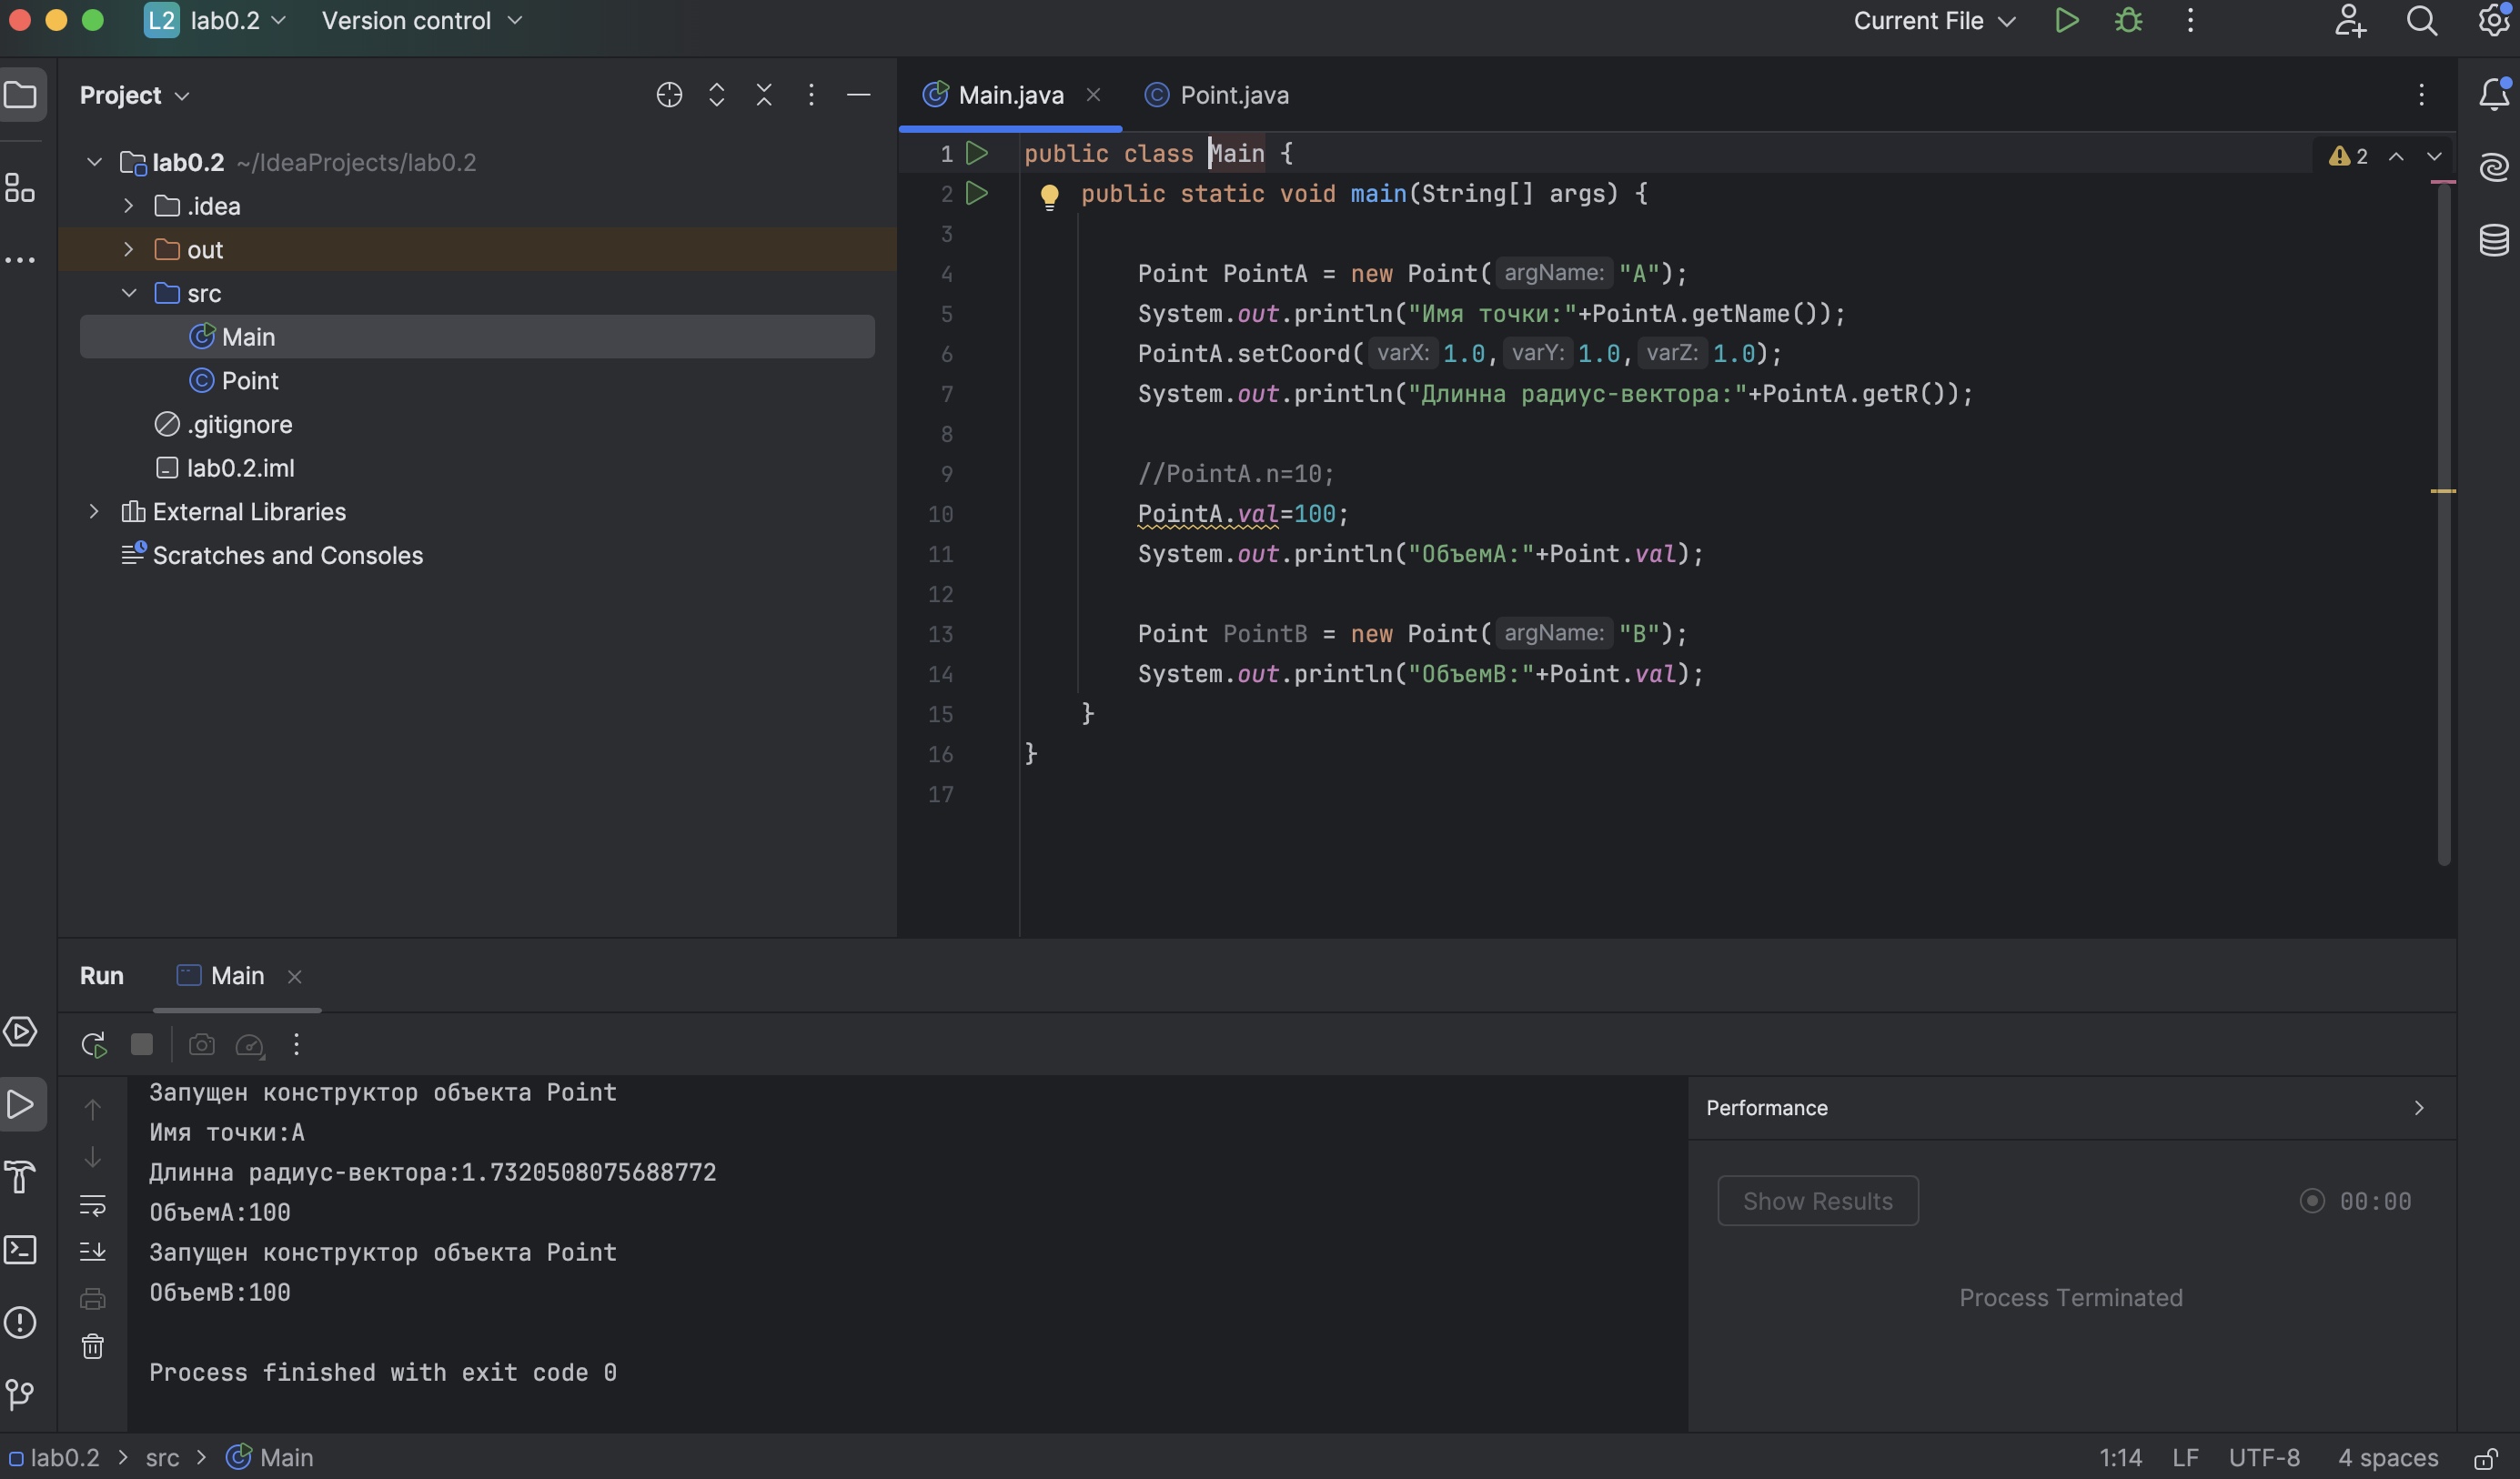 L2 lab0.2 Version control Current File
Project
lab0.2 ~/IdeaProjects/lab0.2
.idea
out
src
Main
Point
.gitignore
lab0.2.iml
External Libraries
Scratches and Consoles
Main.java Point.java
2
1 public class Main {
2 public static void main(String[] args) {
3
4 Point PointA = new Point( argName: "A");
5 System.out.println("Имя точки:"+PointA.getName());
6 PointA.setCoord( varX: 1.0, varY: 1.0, varZ: 1.0);
7 System.out.println("Длинна радиус-вектора:"+PointA.getR());
8
9 //PointA.n=10;
10 PointA.val=100;
11 System.out.println("ОбъемA:"+Point.val);
12
13 Point PointB = new Point( argName: "B");
14 System.out.println("ОбъемB:"+Point.val);
15 }
16 }
17
Run Main
Запущен конструктор объекта Point
Имя точки:A
Длинна радиус-вектора:1.7320508075688772
ОбъемA:100
Запущен конструктор объекта Point
ОбъемB:100
Process finished with exit code 0
Performance
Show Results 00:00
Process Terminated
lab0.2 > src > Main 1:14 LF UTF-8 4 spaces